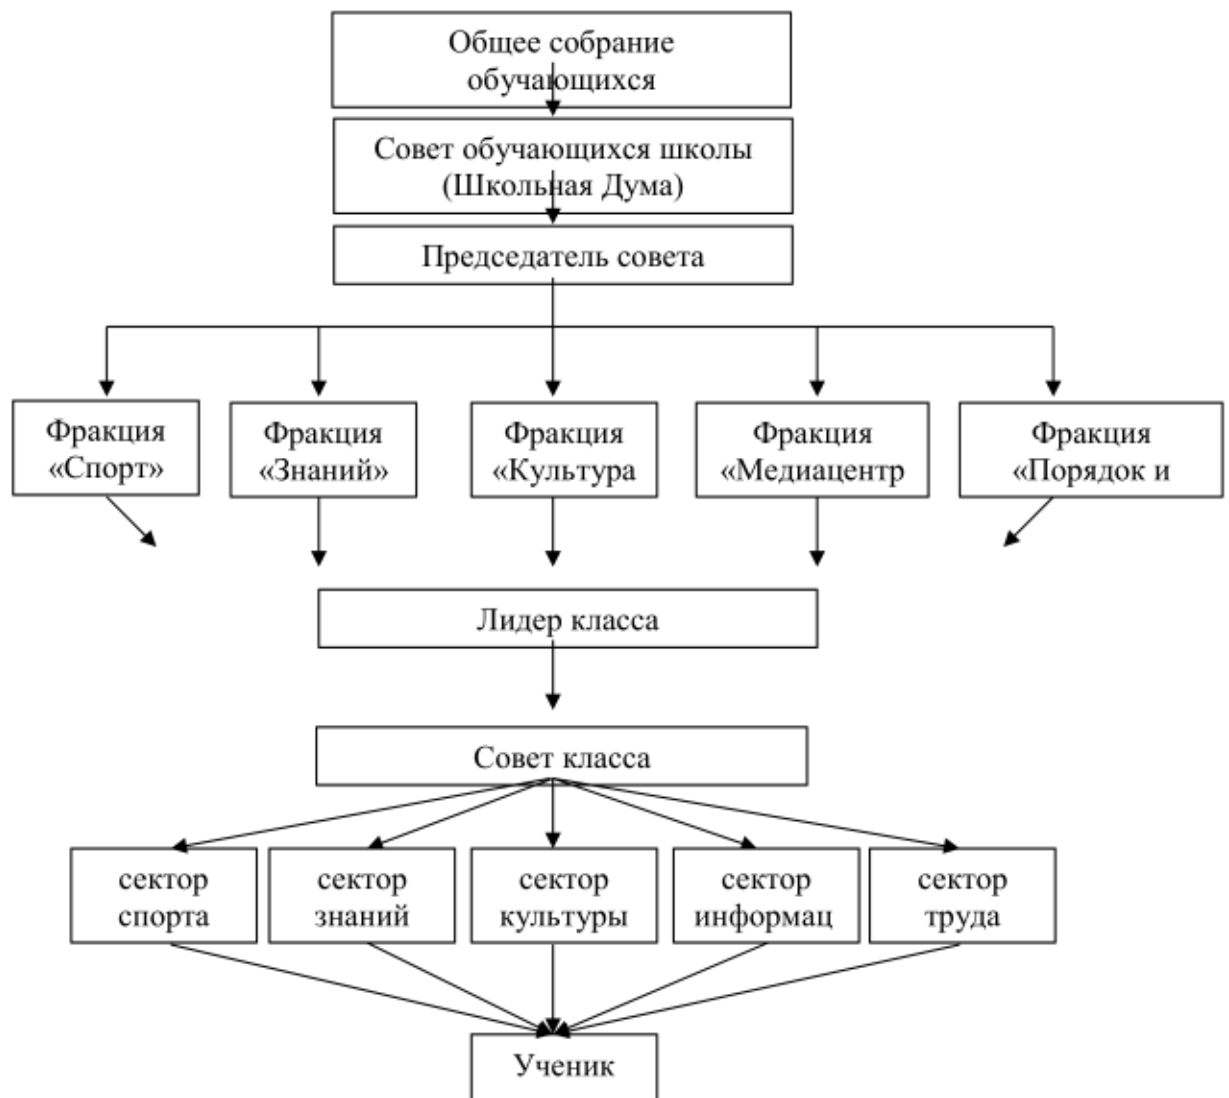 Общее собрание
обучающихся
Совет обучающихся школы
(Школьная Дума)
Председатель совета
Фракция
«Спорт»
Фракция
«Знаний»
Фракция
«Культура
Фракция
«Медиацентр
Фракция
«Порядок и
Лидер класса
Совет класса
сектор
спорта
сектор
знаний
сектор
культуры
сектор
информац
сектор
труда
Ученик